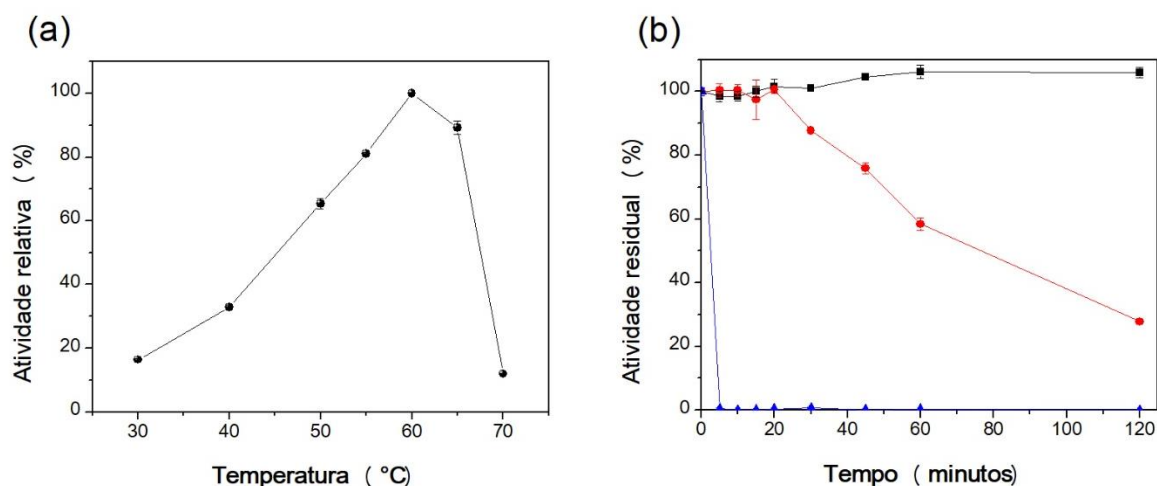 (a)
Atividade relativa ( %)
100
80
60
40
20
0
30 40 50 60 70
Temperatura ( °C)
(b)
Atividade residual ( %)
100
80
60
40
20
0
0 20 40 60 80 100 120
Tempo ( minutos)